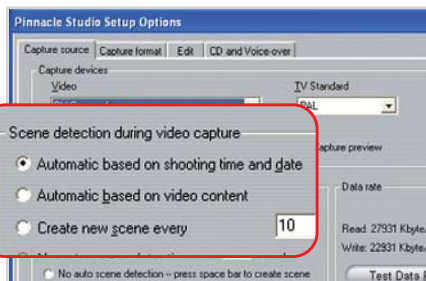 Pinnacle Studio Setup Options
Capture source Capture format Edit CD and Voice-over
Capture devices
Video TV Standard
PAL
Scene detection during video capture
Automatic based on shooting time and date
Automatic based on video content
Create new scene every 10
preview
Data rate
Read: 27931 Kbyte
Write: 22931 Kbyte
No auto scene detection - press space bar to create scene
Test Data